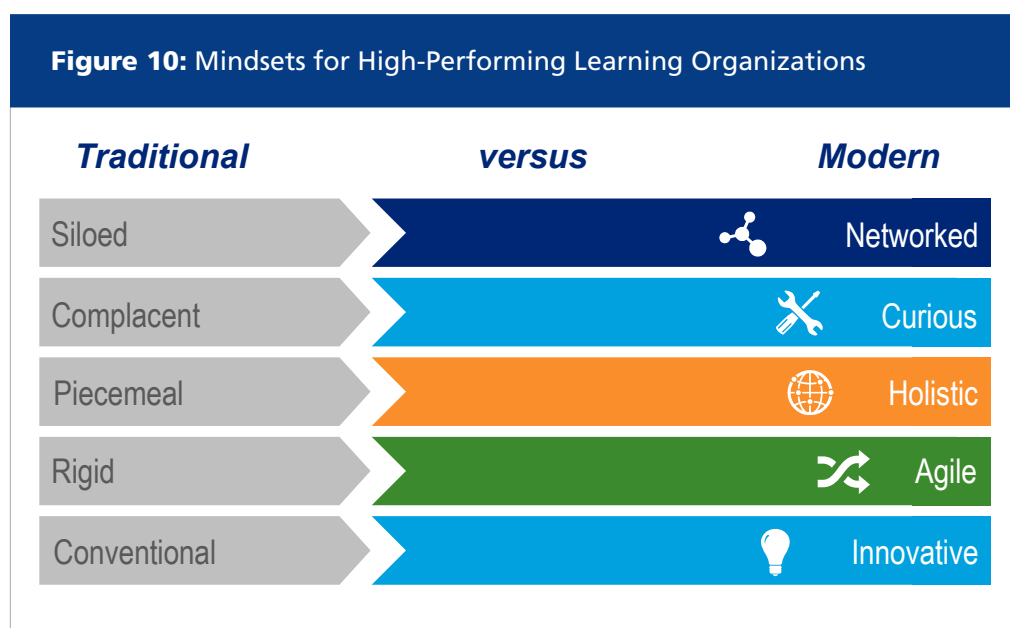 Figure 10: Mindsets for High-Performing Learning Organizations
Traditional versus Modern
Siloed Networked
Complacent Curious
Piecemeal Holistic
Rigid Agile
Conventional Innovative